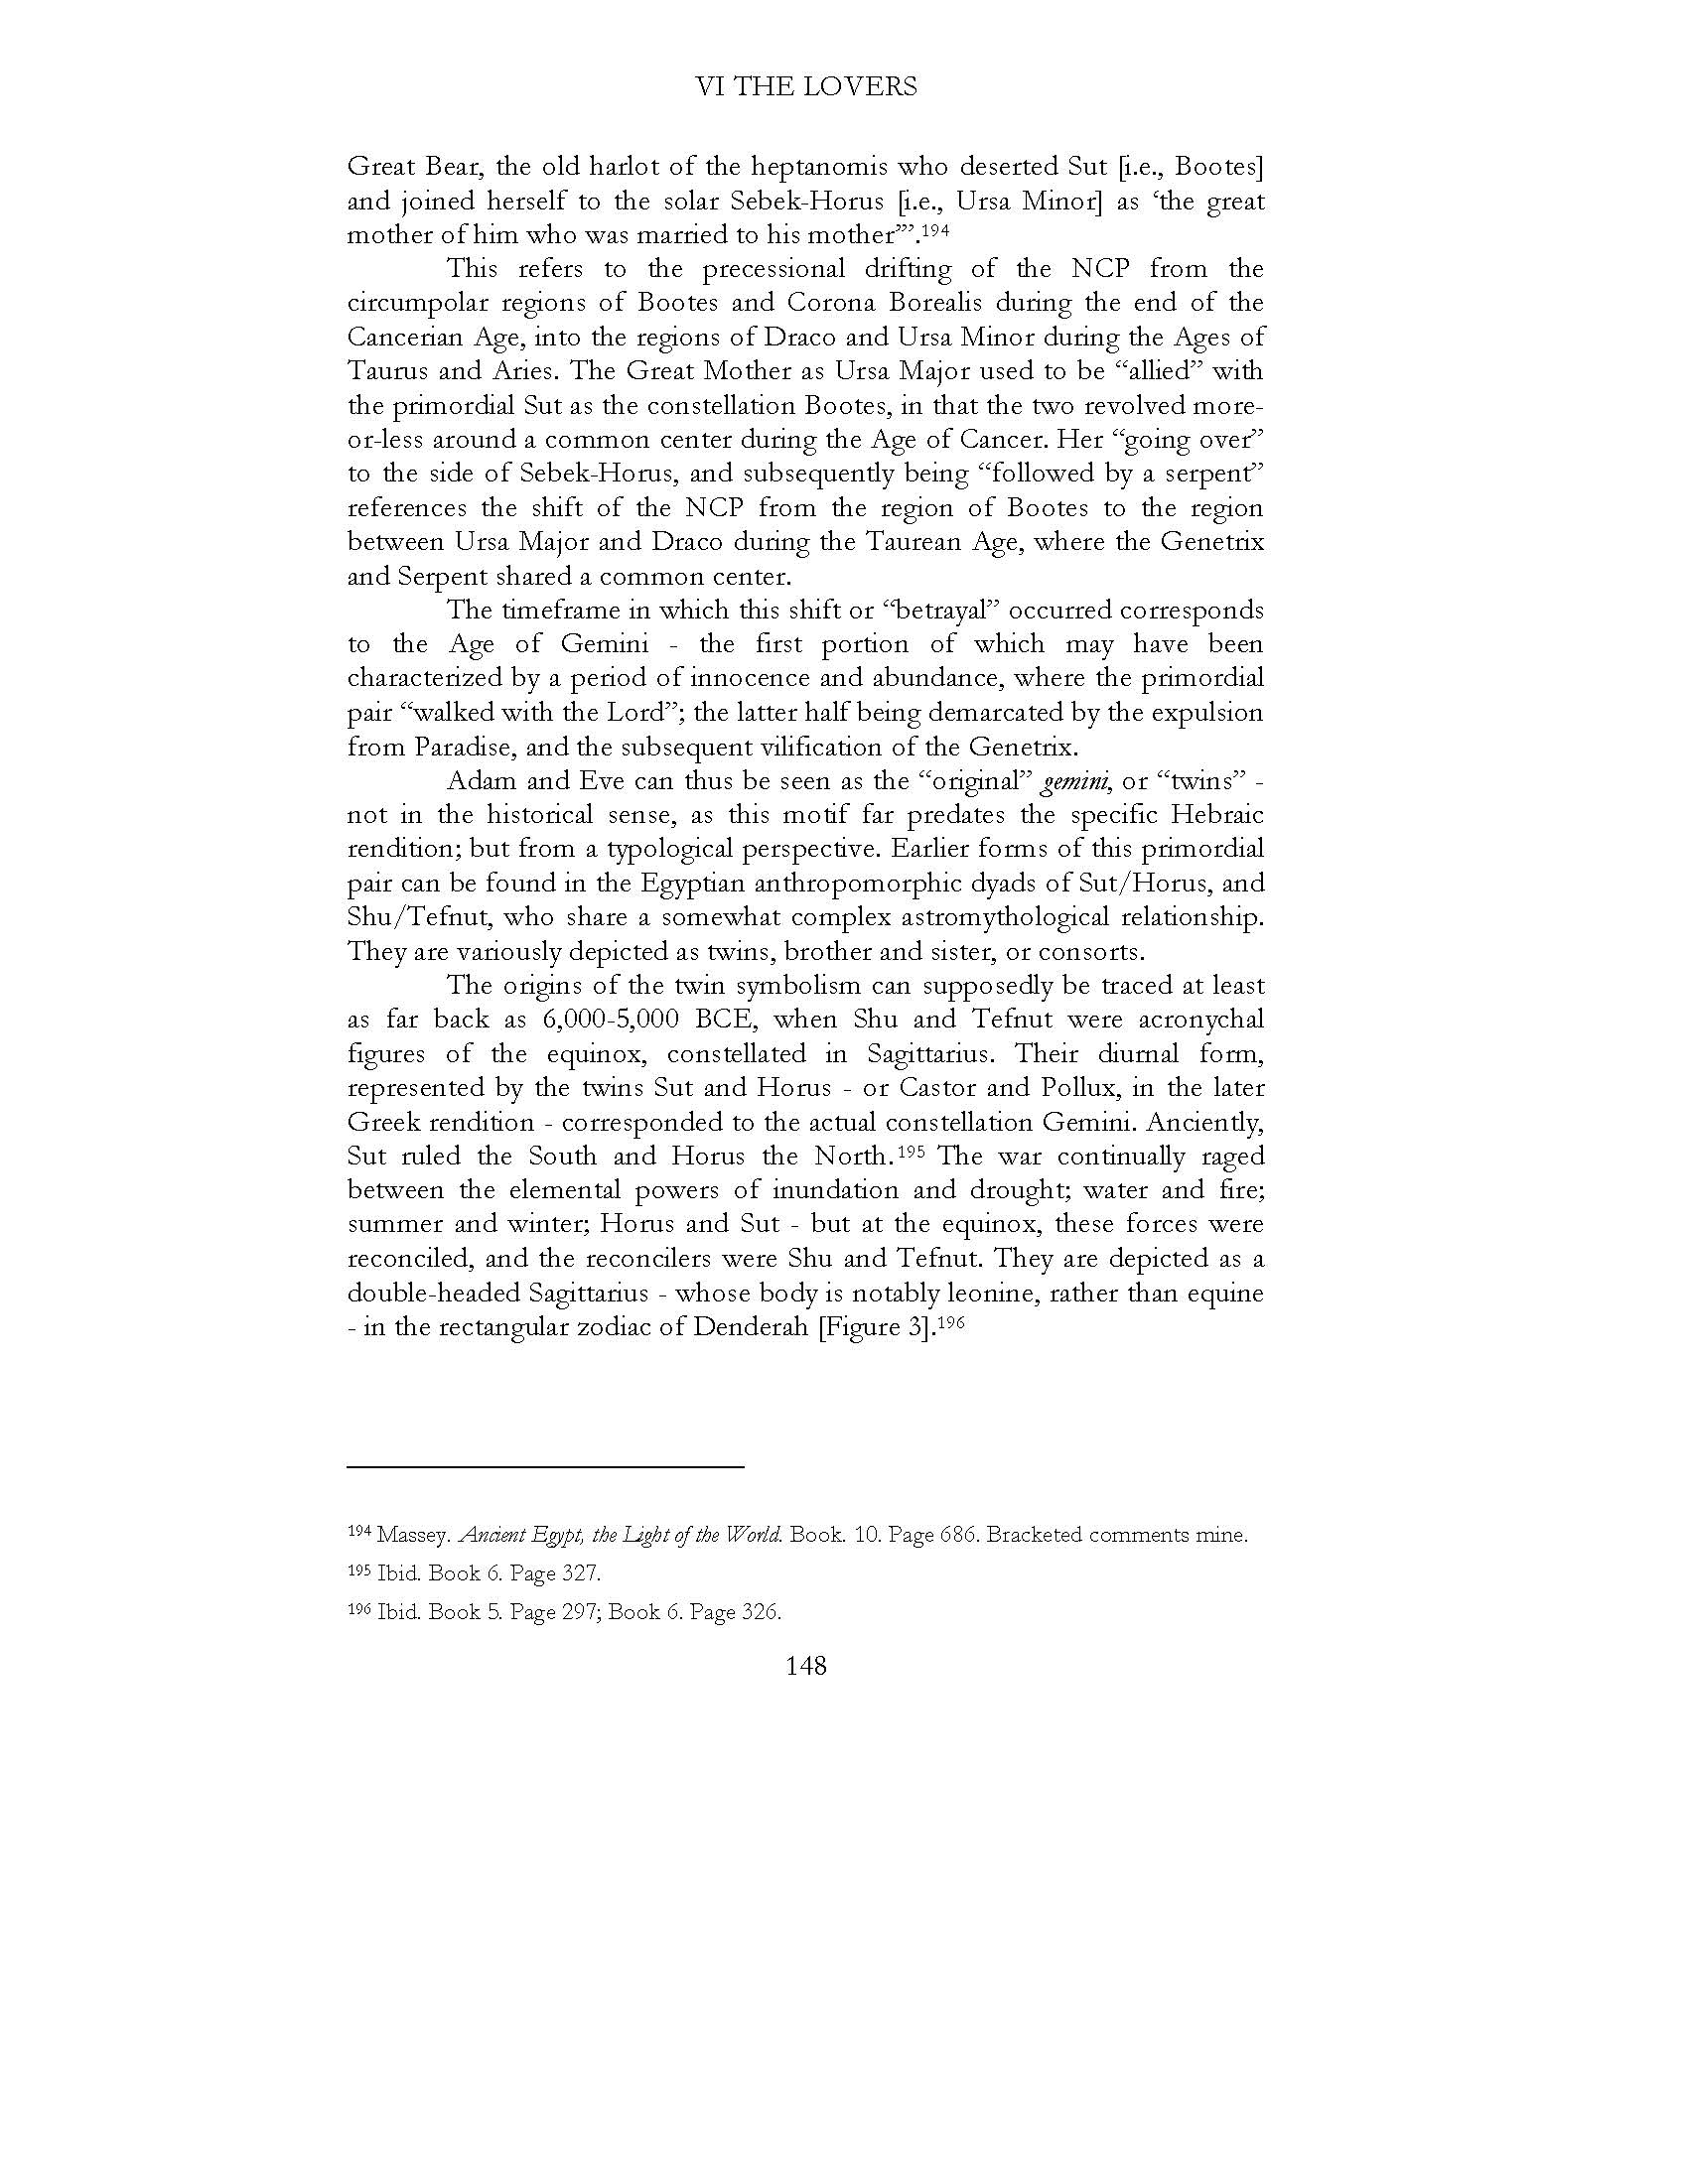 VI THE LOVERS
Great Bear, the old harlot of the heptanomis who deserted Sut [i.e., Bootes]
and joined herself to the solar Sebek-Horus [i.e., Ursa Minor] as ‘the great
mother of him who was married to his mother’”.194
This refers to the precessional drifting of the NCP from the
circumpolar regions of Bootes and Corona Borealis during the end of the
Cancerian Age, into the regions of Draco and Ursa Minor during the Ages of
Taurus and Aries. The Great Mother as Ursa Major used to be “allied” with
the primordial Sut as the constellation Bootes, in that the two revolved more-
or-less around a common center during the Age of Cancer. Her “going over”
to the side of Sebek-Horus, and subsequently being “followed by a serpent”
references the shift of the NCP from the region of Bootes to the region
between Ursa Major and Draco during the Taurean Age, where the Genetrix
and Serpent shared a common center.
The timeframe in which this shift or “betrayal” occurred corresponds
to the Age of Gemini - the first portion of which may have been
characterized by a period of innocence and abundance, where the primordial
pair “walked with the Lord”; the latter half being demarcated by the expulsion
from Paradise, and the subsequent vilification of the Genetrix.
Adam and Eve can thus be seen as the “original” gemini, or “twins” -
not in the historical sense, as this motif far predates the specific Hebraic
rendition; but from a typological perspective. Earlier forms of this primordial
pair can be found in the Egyptian anthropomorphic dyads of Sut/Horus, and
Shu/Tefnut, who share a somewhat complex astromythological relationship.
They are variously depicted as twins, brother and sister, or consorts.
The origins of the twin symbolism can supposedly be traced at least
as far back as 6,000-5,000 BCE, when Shu and Tefnut were acronychal
figures of the equinox, constellated in Sagittarius. Their diurnal form,
represented by the twins Sut and Horus - or Castor and Pollux, in the later
Greek rendition - corresponded to the actual constellation Gemini. Anciently,
Sut ruled the South and Horus the North.195 The war continually raged
between the elemental powers of inundation and drought; water and fire;
summer and winter; Horus and Sut - but at the equinox, these forces were
reconciled, and the reconcilers were Shu and Tefnut. They are depicted as a
double-headed Sagittarius - whose body is notably leonine, rather than equine
- in the rectangular zodiac of Denderah [Figure 3].196
194 Massey. Ancient Egypt, the Light of the World. Book. 10. Page 686. Bracketed comments mine.
195 Ibid. Book 6. Page 327.
196 Ibid. Book 5. Page 297; Book 6. Page 326.
148